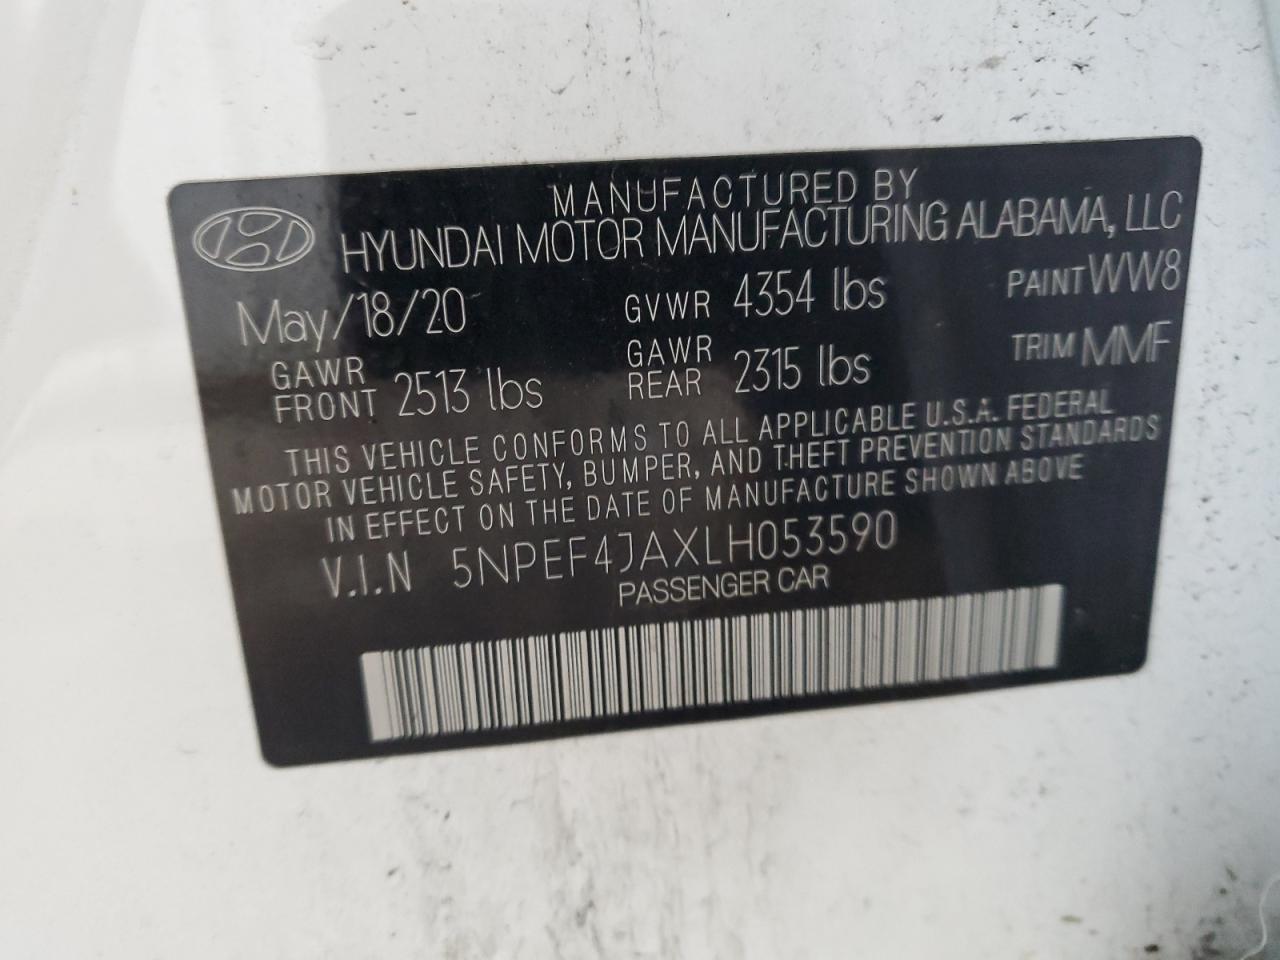 MANUFACTURED BY
HYUNDAI MOTOR MANUFACTURING ALABAMA, LLC
May/18/20 GVWR 4354 lbs PAINT WW8
GAWR FRONT 2513 lbs GAWR REAR 2315 lbs TRIM MMF
THIS VEHICLE CONFORMS TO ALL APPLICABLE U.S.A. FEDERAL
MOTOR VEHICLE SAFETY, BUMPER, AND THEFT PREVENTION STANDARDS
IN EFFECT ON THE DATE OF MANUFACTURE SHOWN ABOVE
V.I.N 5NPEF4JAXLH053590
PASSENGER CAR